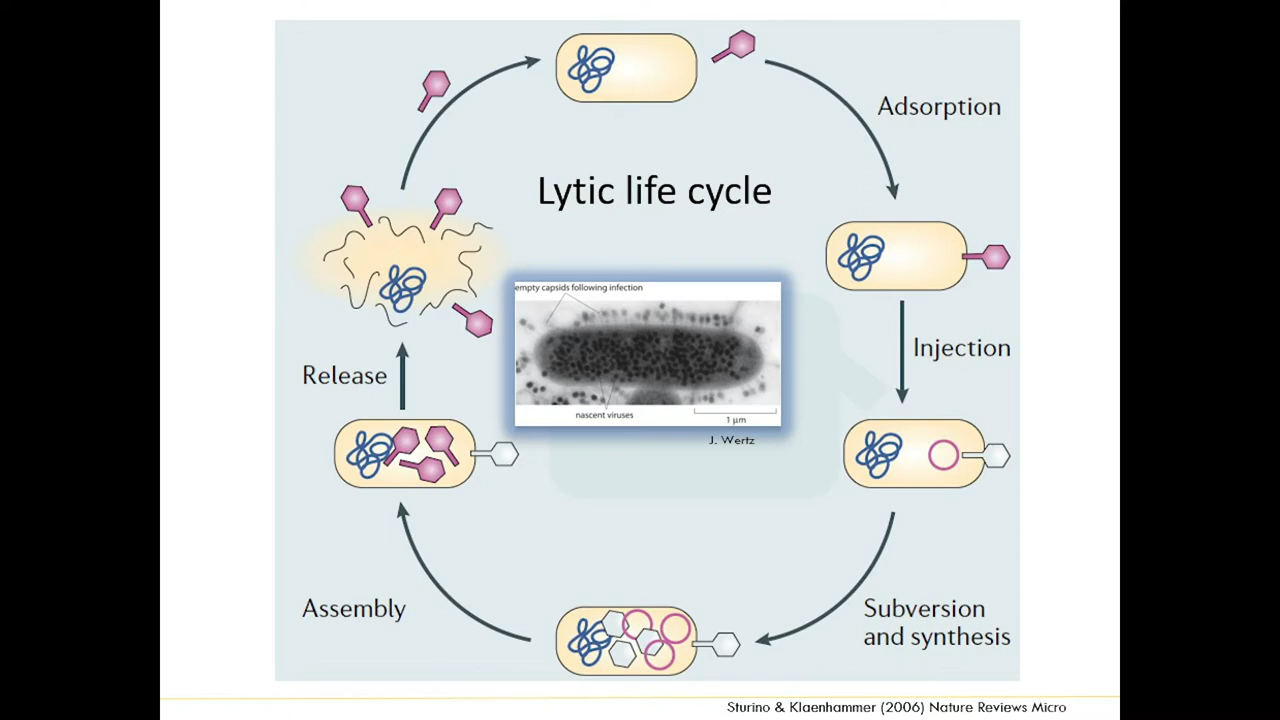 Adsorption
Lytic life cycle
empty capsids following infection
Injection
Release
nascent viruses
1 µm
J. Wertz
Assembly
Subversion
and synthesis
Sturino & Klaenhammer (2006) Nature Reviews Micro